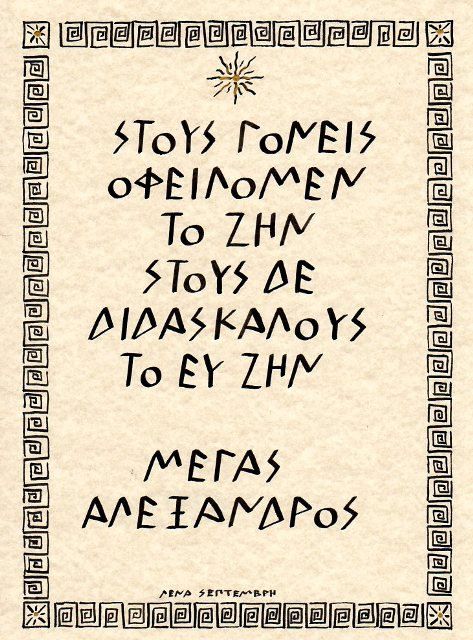 ΣΤΟΥΣ ΓΟΝΕΙΣ
ΟΦΕΙΛΟΜΕΝ
ΤΟ ΖΗΝ
ΣΤΟΥΣ ΔΕ
ΔΙΔΑΣΚΑΛΟΥΣ
ΤΟ ΕΥ ΖΗΝ
ΜΕΓΑΣ
ΑΛΕΞΑΝΔΡΟΣ
ΛΕΝΑ ΣΕΠΤΕΜΒΡΗ